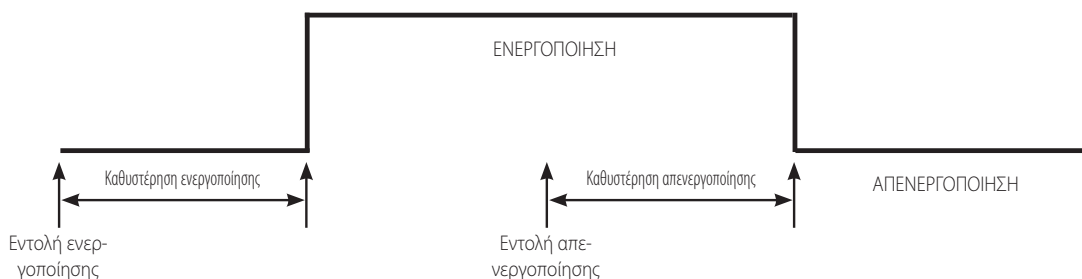 ΕΝΕΡΓΟΠΟΙΗΣΗ
Καθυστέρηση ενεργοποίησης
Καθυστέρηση απενεργοποίησης
ΑΠΕΝΕΡΓΟΠΟΙΗΣΗ
Εντολή ενερ-
γοποίησης
Εντολή απε-
νεργοποίησης